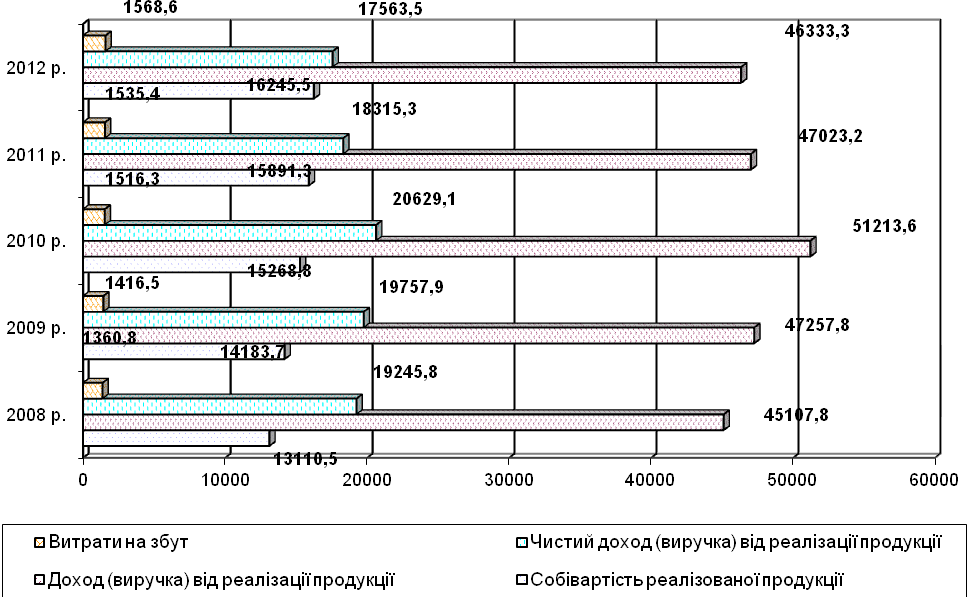 1568,6
17563,5
46333,3
2012 р.
16245,5
1535,4
18315,3
47023,2
2011 р.
15891,3
1516,3
20629,1
51213,6
2010 р.
15268,8
1416,5
19757,9
47257,8
2009 р.
1360,8
14183,7
19245,8
45107,8
2008 р.
13110,5
0 10000 20000 30000 40000 50000 60000
Витрати на збут
Чистий доход (виручка) від реалізації продукції
Доход (виручка) від реалізації продукції
Собівартість реалізованої продукції